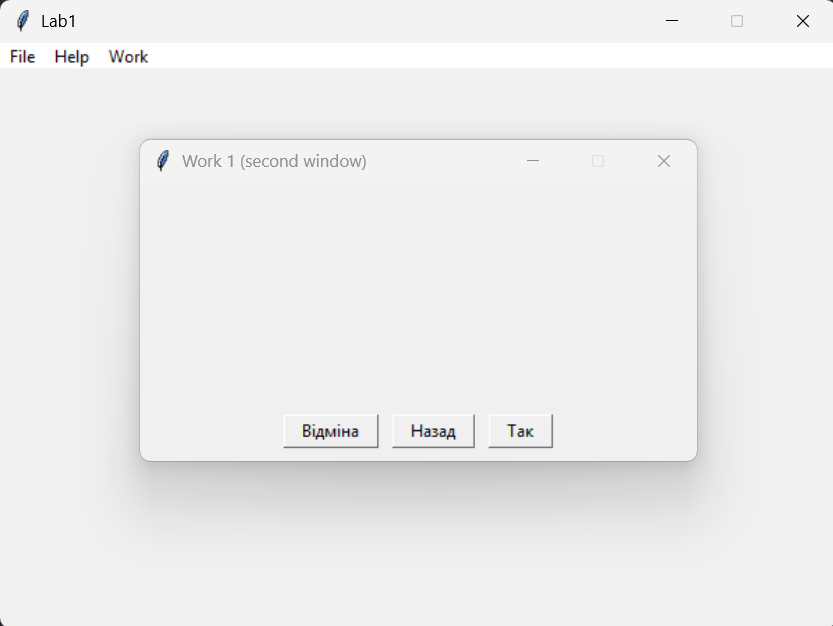 Lab1
File Help Work
Work 1 (second window)
Відміна Назад Так